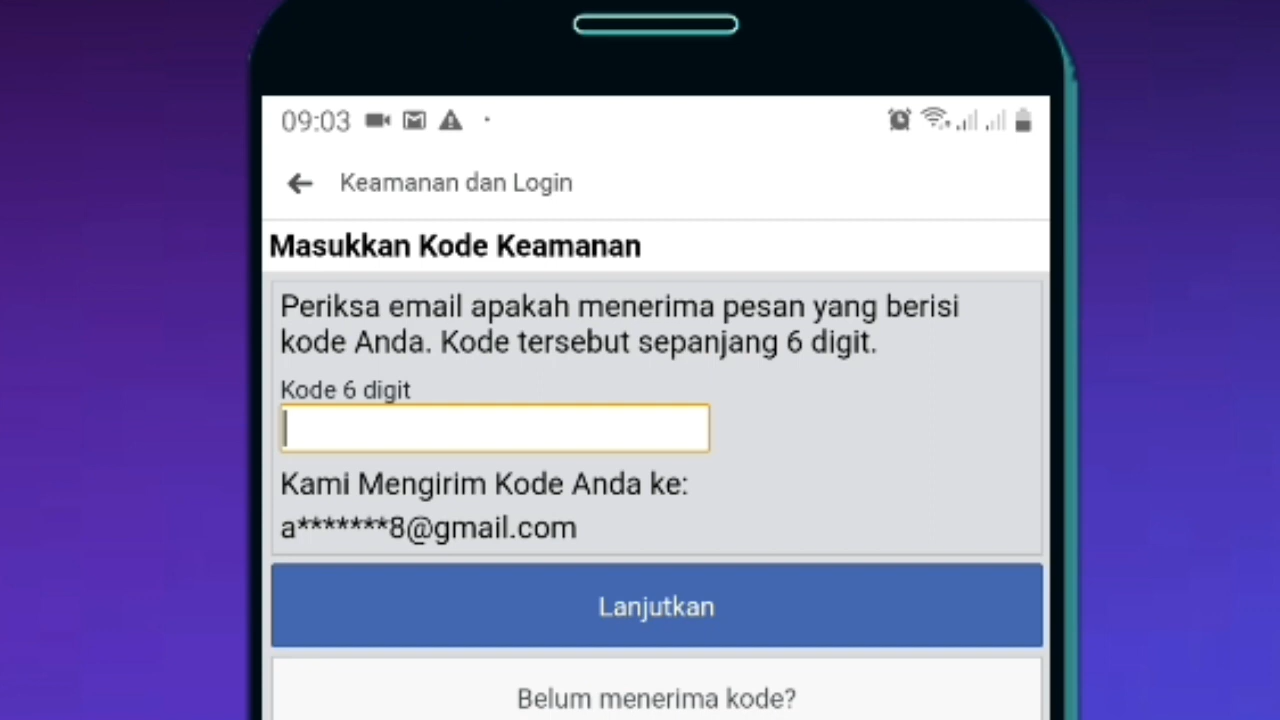 09:03
Keamanan dan Login
Masukkan Kode Keamanan
Periksa email apakah menerima pesan yang berisi
kode Anda. Kode tersebut sepanjang 6 digit.
Kode 6 digit
Kami Mengirim Kode Anda ke:
a*******8@gmail.com
Lanjutkan
Belum menerima kode?